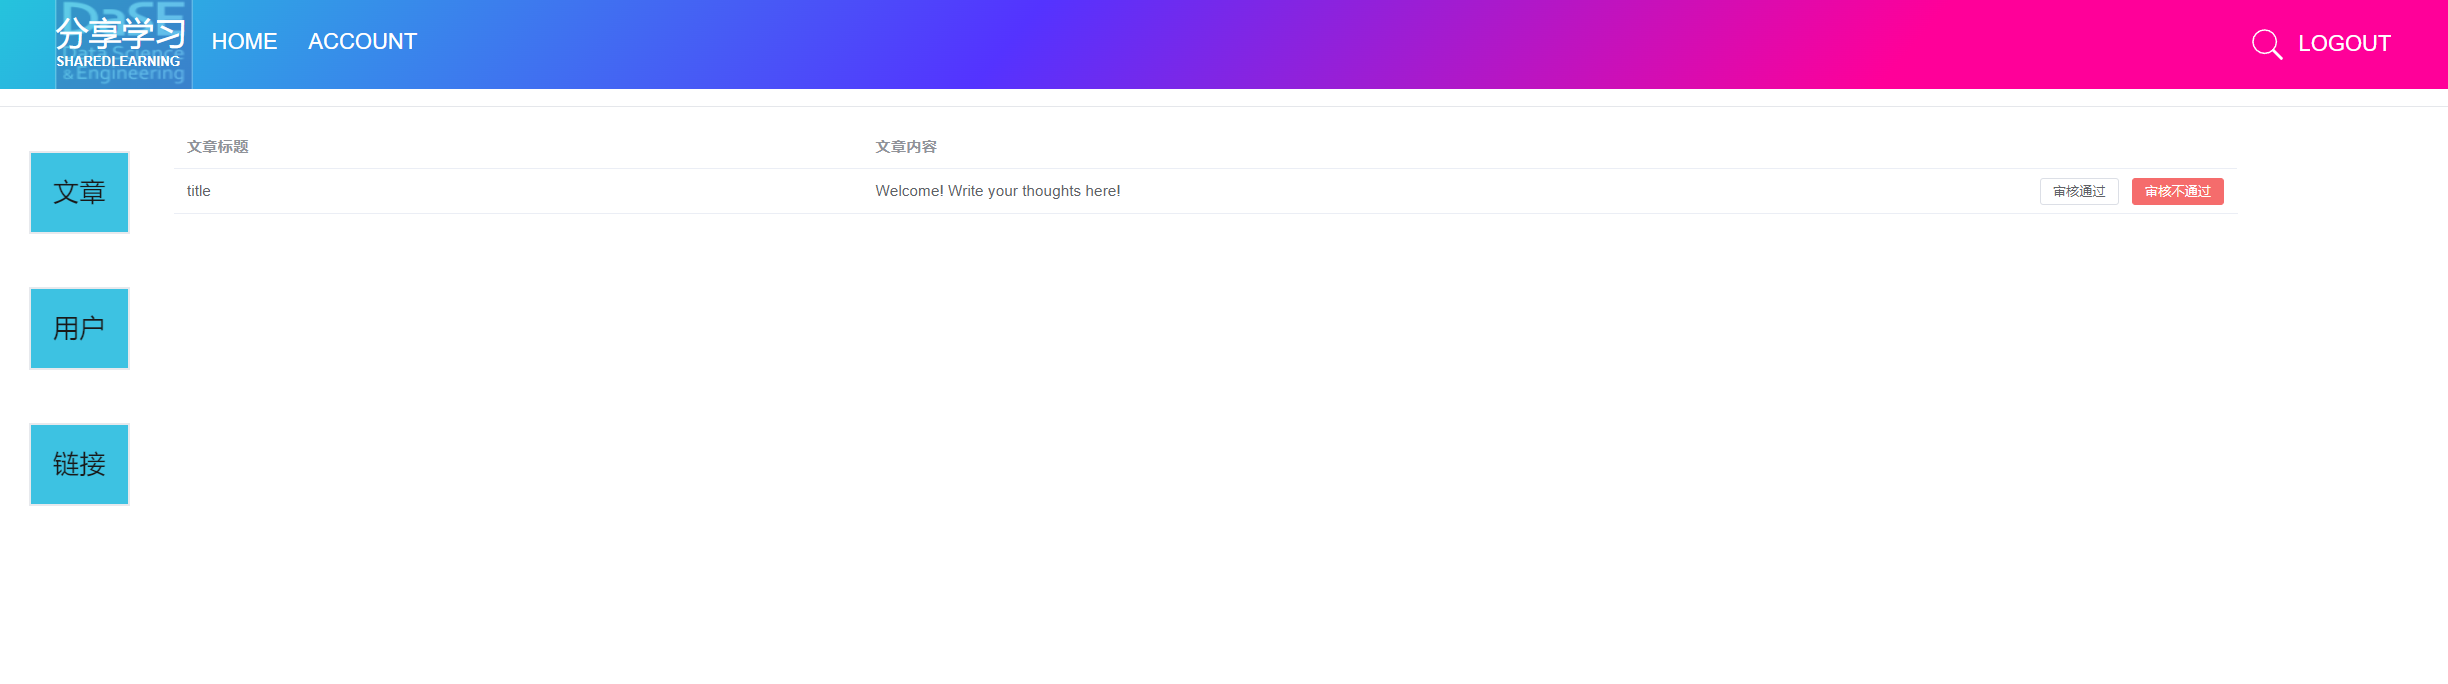 DaSE
分享学习
Data Science
SHAREDLEARNING
& Engineering
HOME
ACCOUNT
LOGOUT
文章
用户
链接
文章标题
文章内容
title
Welcome! Write your thoughts here!
审核通过
审核不通过